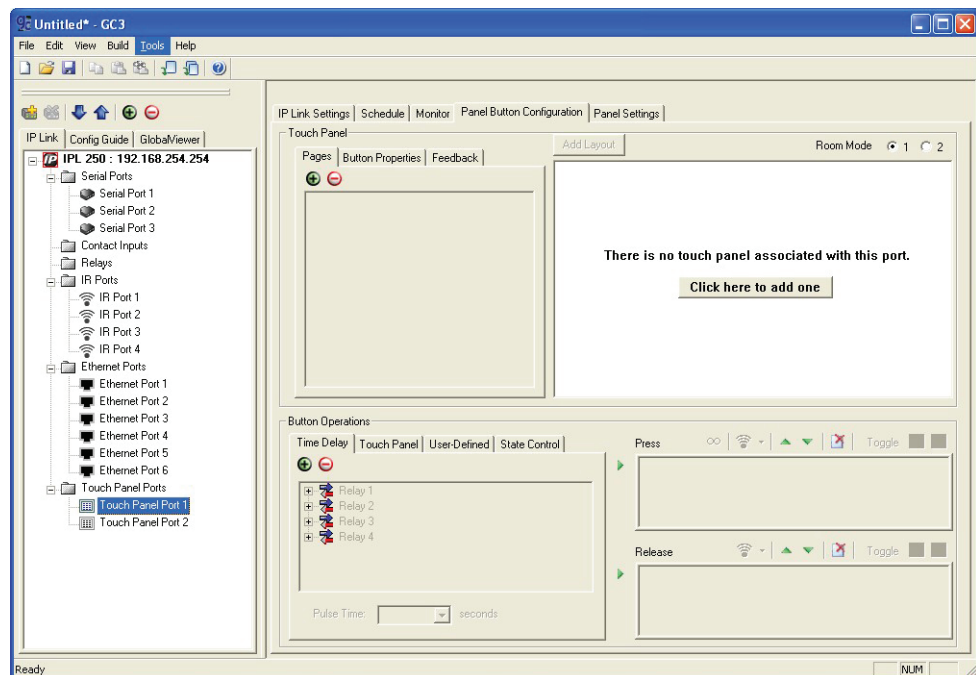 Untitled* - GC3
File Edit View Build Tools Help
IP Link Config Guide GlobalViewer
IP IPL 250 : 192.168.254.254
Serial Ports
Serial Port 1
Serial Port 2
Serial Port 3
Contact Inputs
Relays
IR Ports
IR Port 1
IR Port 2
IR Port 3
IR Port 4
Ethernet Ports
Ethernet Port 1
Ethernet Port 2
Ethernet Port 3
Ethernet Port 4
Ethernet Port 5
Ethernet Port 6
Touch Panel Ports
Touch Panel Port 1
Touch Panel Port 2
IP Link Settings Schedule Monitor Panel Button Configuration Panel Settings
Touch Panel
Pages Button Properties Feedback
Add Layout
Room Mode 1 2
There is no touch panel associated with this port.
Click here to add one
Button Operations
Time Delay Touch Panel User-Defined State Control
Relay 1
Relay 2
Relay 3
Relay 4
Pulse Time: seconds
Press Toggle
Release Toggle
Ready NUM